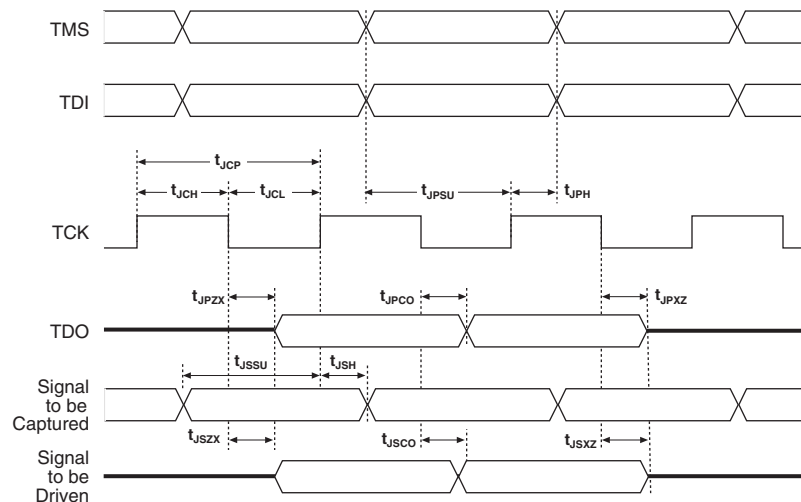 TMS
TDI
tJCP
tJCH
tJCL
tJPSU
tJPH
TCK
tJPZX
tJPCO
tJPXZ
TDO
tJSSU
tJSH
Signal
to be
Captured
tJSZX
tJSCO
tJSXZ
Signal
to be
Driven